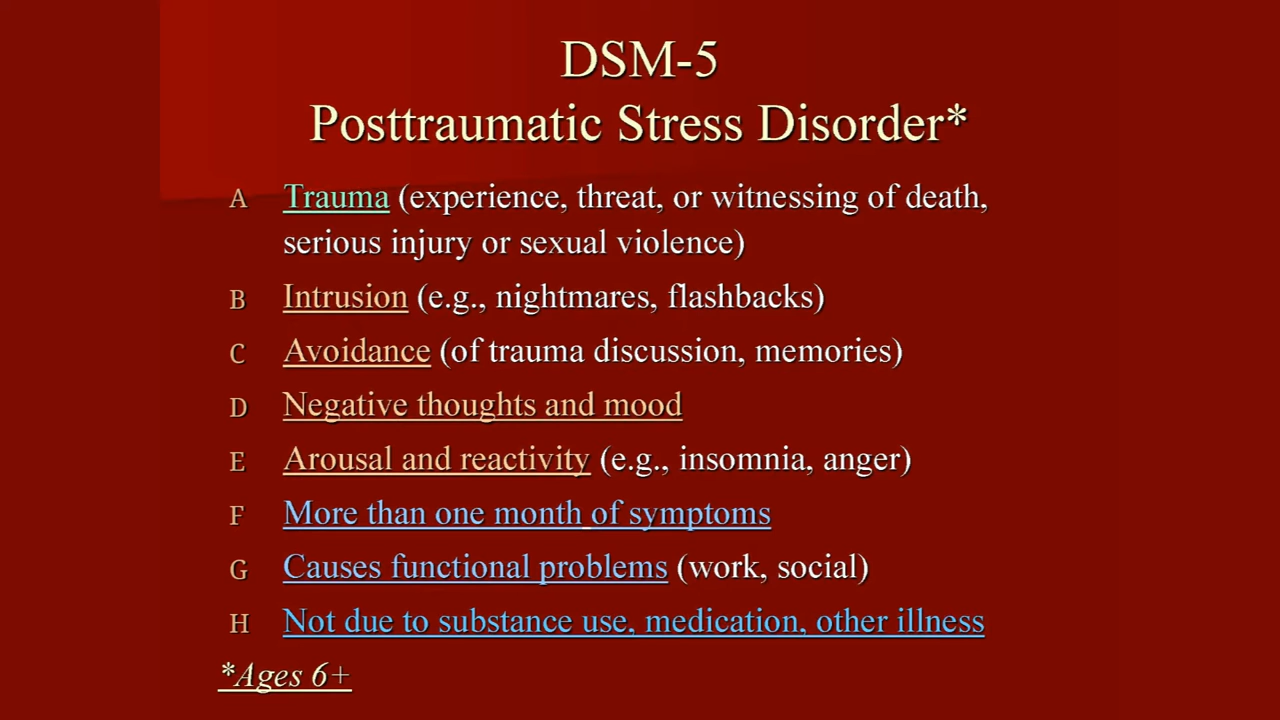 DSM-5
Posttraumatic Stress Disorder*
A Trauma (experience, threat, or witnessing of death,
serious injury or sexual violence)
B Intrusion (e.g., nightmares, flashbacks)
C Avoidance (of trauma discussion, memories)
D Negative thoughts and mood
E Arousal and reactivity (e.g., insomnia, anger)
F More than one month of symptoms
G Causes functional problems (work, social)
H Not due to substance use, medication, other illness
*Ages 6+